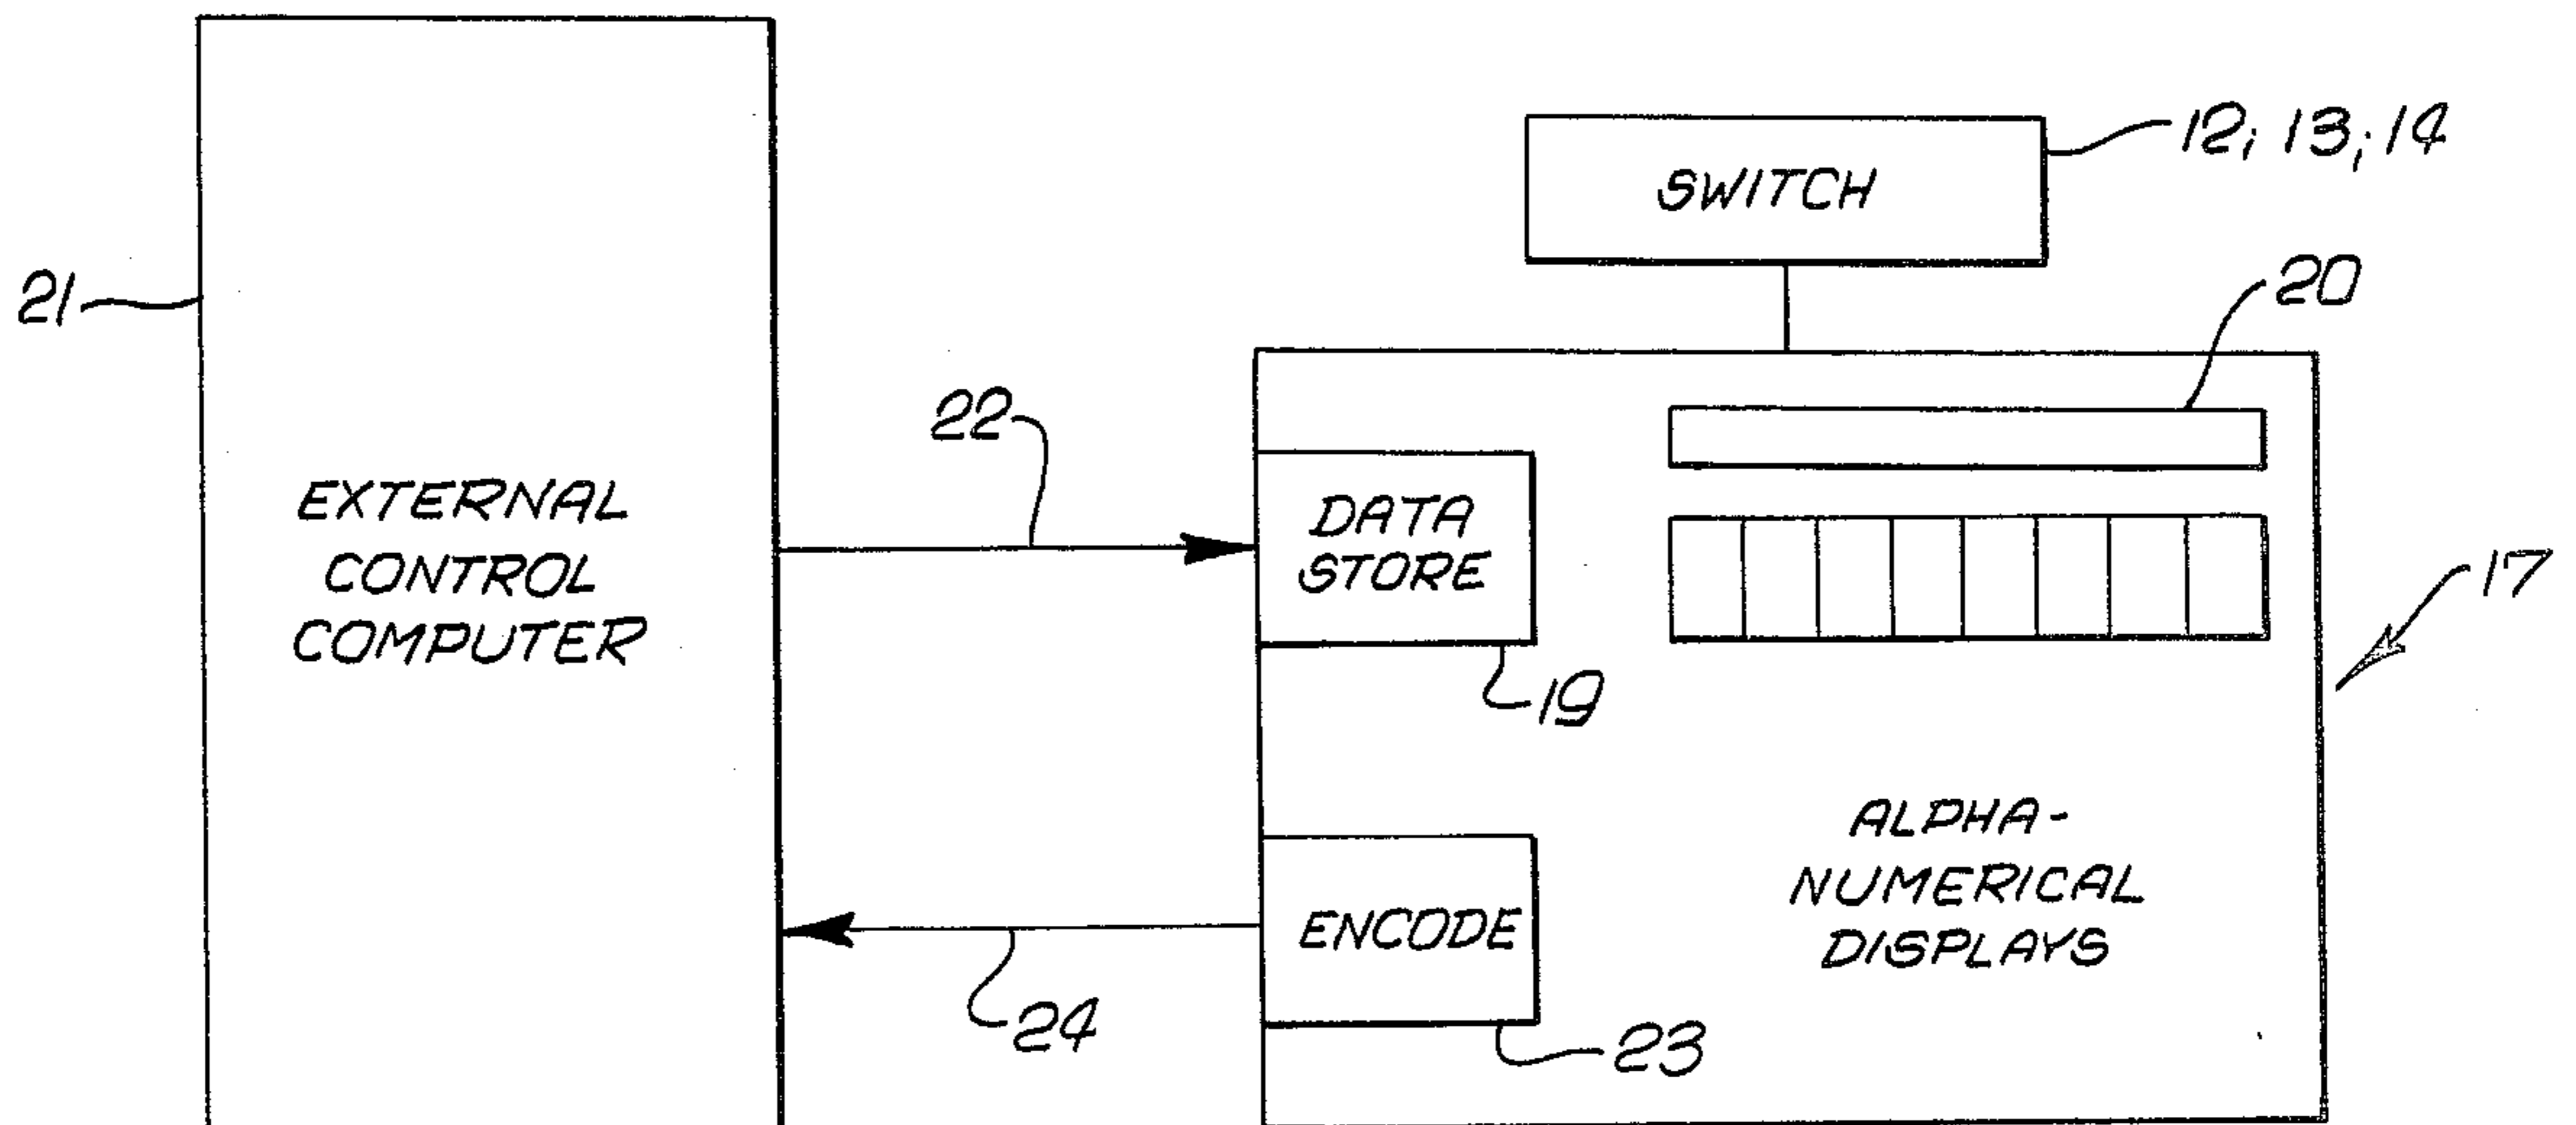 12; 13; 14
SWITCH
21
20
22
EXTERNAL
CONTROL
COMPUTER
DATA
STORE
17
19
ALPHA-
NUMERICAL
DISPLAYS
ENCODE
24
23